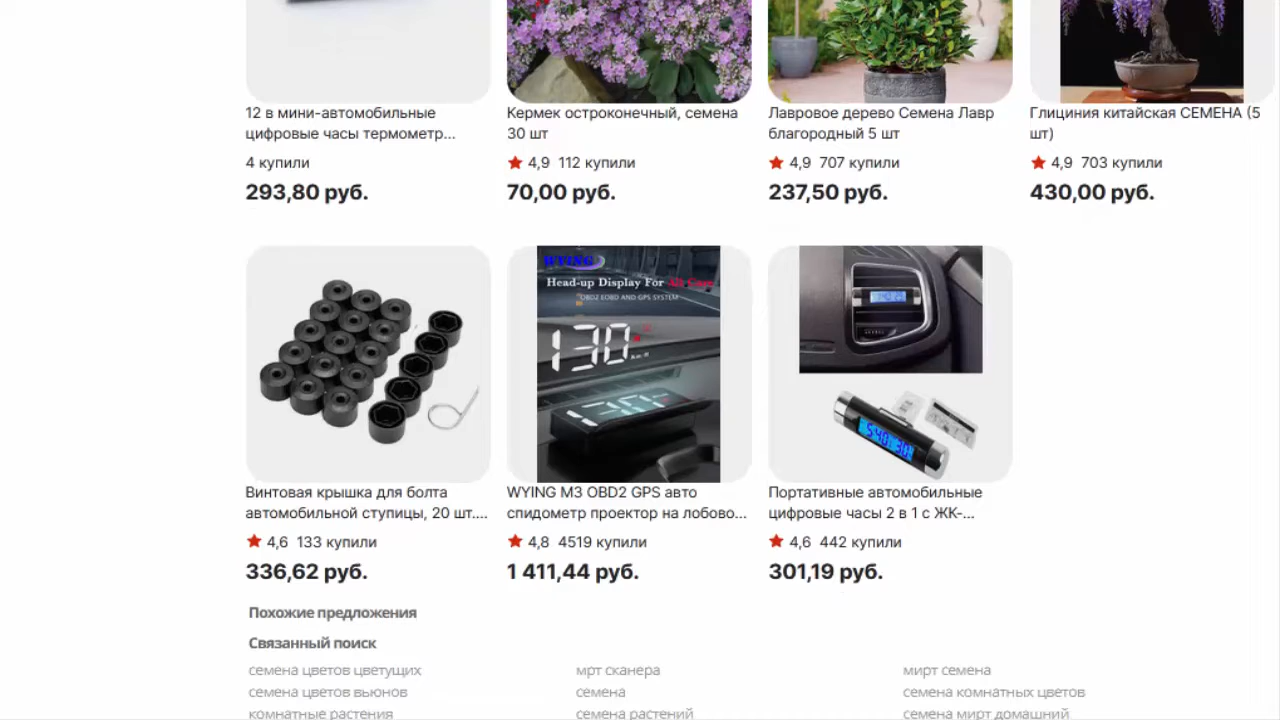 12 в мини-автомобильные
цифровые часы термометр...
4 купили
293,80 руб.
Кермек остроконечный, семена
30 шт
4,9 112 купили
70,00 руб.
Лавровое дерево Семена Лавр
благородный 5 шт
4,9 707 купили
237,50 руб.
Глициния китайская СЕМЕНА (5
шт)
4,9 703 купили
430,00 руб.
WYING
Head-up Display For All Cars
OBD2 EOBD AND GPS SYSTEM
130
Винтовая крышка для болта
автомобильной ступицы, 20 шт....
4,6 133 купили
336,62 руб.
WYING M3 OBD2 GPS авто
спидометр проектор на лобово...
4,8 4519 купили
1 411,44 руб.
Портативные автомобильные
цифровые часы 2 в 1 с ЖК-...
4,6 442 купили
301,19 руб.
Похожие предложения
Связанный поиск
семена цветов цветущих
мрт сканера
мирт семена
семена цветов вьюнов
семена
семена комнатных цветов
комнатные растения
семена растений
семена мирт домашний